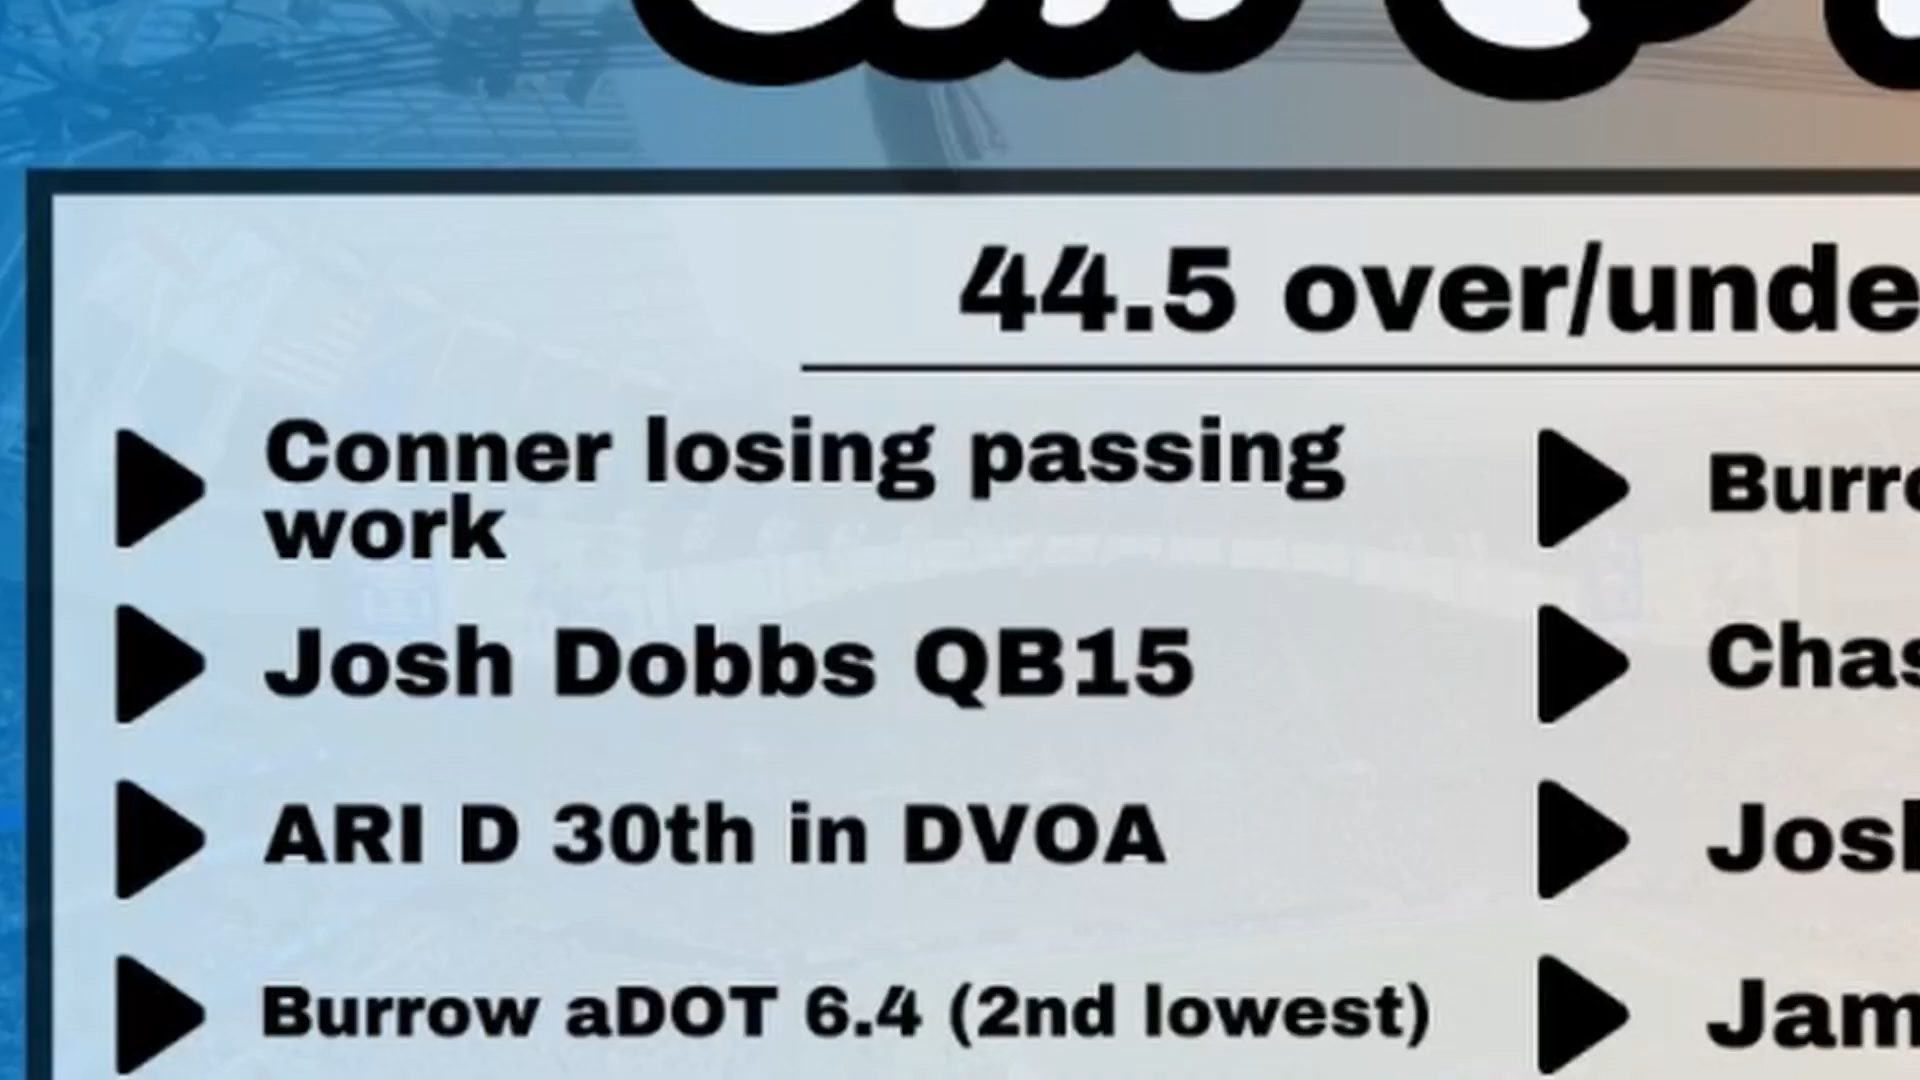 44.5 over/unde
Conner losing passing
work
Josh Dobbs QB15
ARI D 30th in DVOA
Burrow aDOT 6.4 (2nd lowest)
Burro
Chas
Josh
Jam